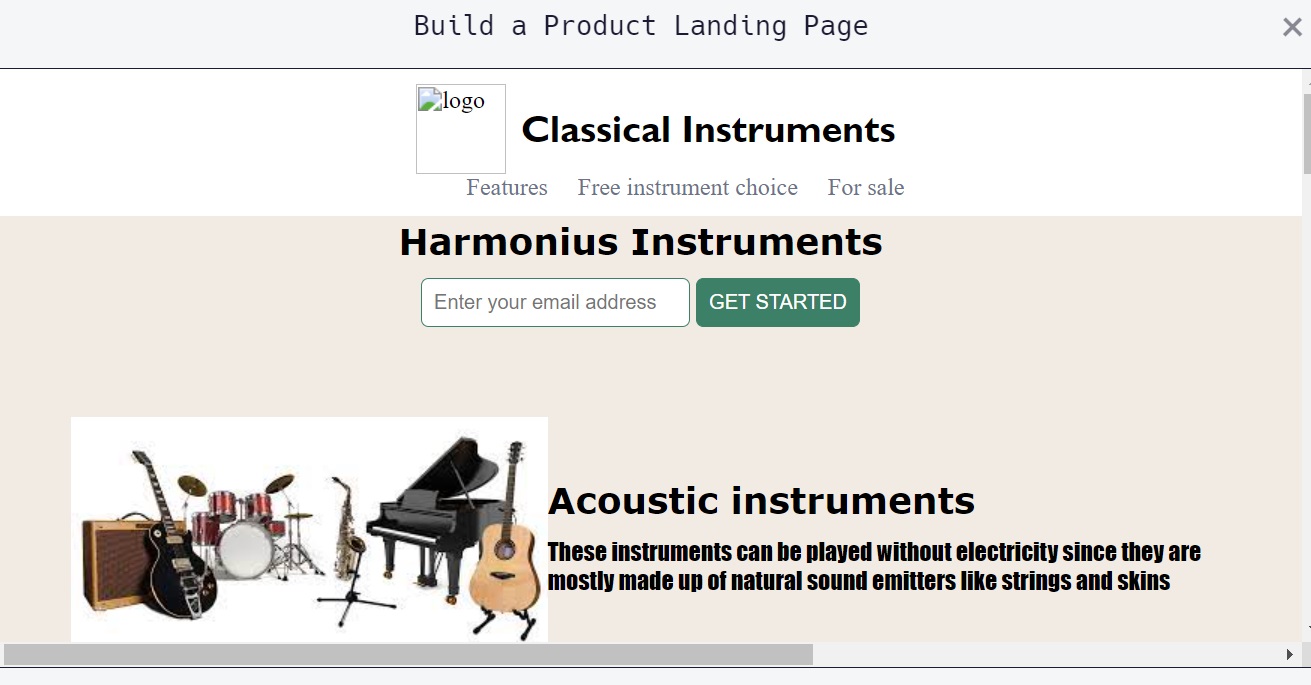 Build a Product Landing Page
logo
Classical Instruments
Features Free instrument choice For sale
Harmonius Instruments
Enter your email address GET STARTED
Acoustic instruments
These instruments can be played without electricity since they are
mostly made up of natural sound emitters like strings and skins